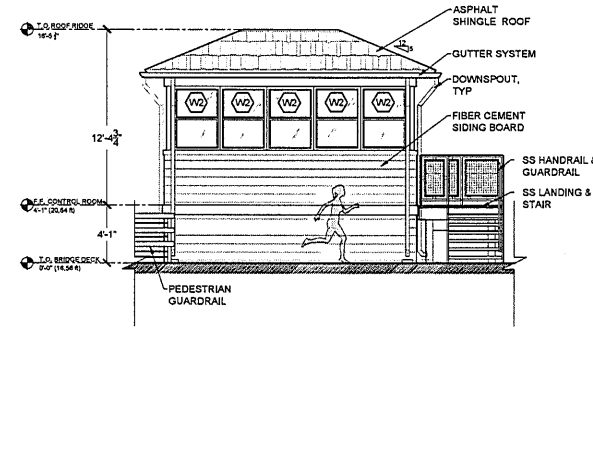 ASPHALT
SHINGLE ROOF
T.O. ROOF RIDGE
12
5
GUTTER SYSTEM
DOWNSPOUT,
TYP
W2 W2 W2 W2 W2
FIBER CEMENT
SIDING BOARD
12'-4 3/4
SS HANDRAIL &
GUARDRAIL
SS LANDING &
STAIR
F.F. CONTROL ROOM
4'-1" (20,64 ft)
4'-1"
T.O. BRIDGE DECK
0'-0" (16,56 ft)
PEDESTRIAN
GUARDRAIL